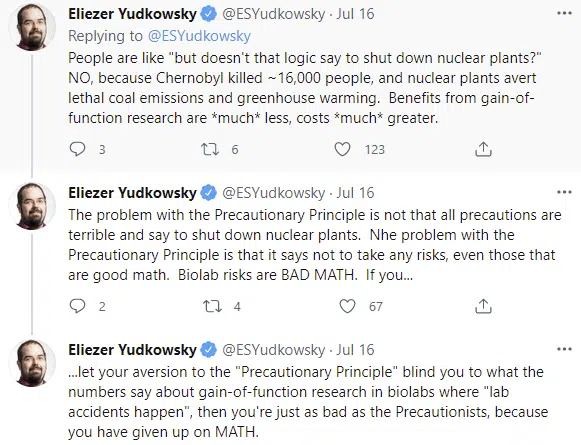 Eliezer Yudkowsky @ESYudkowsky · Jul 16
Replying to @ESYudkowsky
People are like "but doesn't that logic say to shut down nuclear plants?"
NO, because Chernobyl killed ~16,000 people, and nuclear plants avert
lethal coal emissions and greenhouse warming. Benefits from gain-of-
function research are *much* less, costs *much* greater.
3 6 123
Eliezer Yudkowsky @ESYudkowsky · Jul 16
The problem with the Precautionary Principle is not that all precautions are
terrible and say to shut down nuclear plants. Nhe problem with the
Precautionary Principle is that it says not to take any risks, even those that
are good math. Biolab risks are BAD MATH. If you...
2 4 67
Eliezer Yudkowsky @ESYudkowsky · Jul 16
...let your aversion to the "Precautionary Principle" blind you to what the
numbers say about gain-of-function research in biolabs where "lab
accidents happen", then you're just as bad as the Precautionists, because
you have given up on MATH.